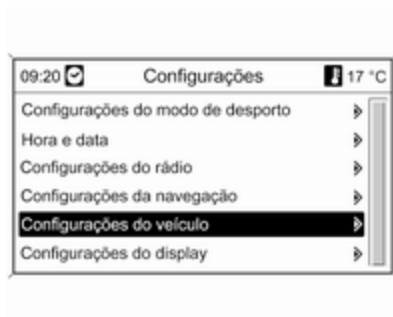 09:20 Configurações 17 °C
Configurações do modo de desporto
Hora e data
Configurações do rádio
Configurações da navegação
Configurações do veículo
Configurações do display